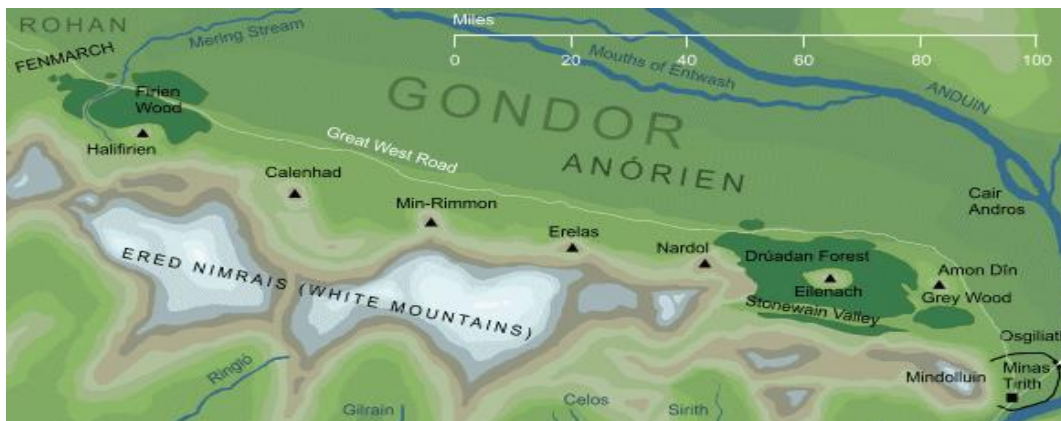 ROHAN
Miles
0 20 40 60 80 100
FENMARCH
Mering Stream
Mouths of Entwash
ANDUIN
Firien
Wood
GONDOR
Halifirien
Great West Road
ANÓRIEN
Calenhad
Cair
Andros
Min-Rimmon
Erelas
Nardol
Drúadan Forest
Eilenach
Amon Dîn
Grey Wood
Stonewain Valley
ERED NIMRAIS (WHITE MOUNTAINS)
Osgiliath
Minas
Tirith
Mindolluin
Ringló
Gilrain
Celos
Sirith